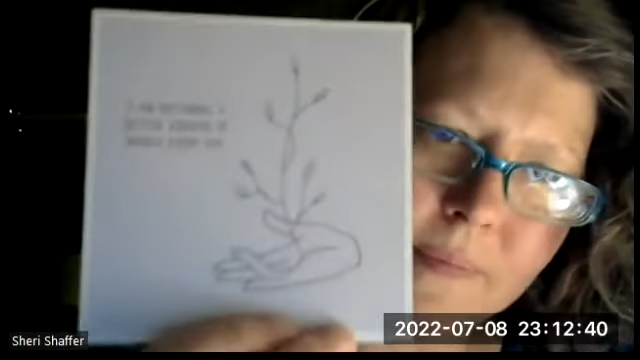 I AM BECOMING A
BETTER VERSION OF
MYSELF EVERY DAY
Sheri Shaffer
2022-07-08 23:12:40